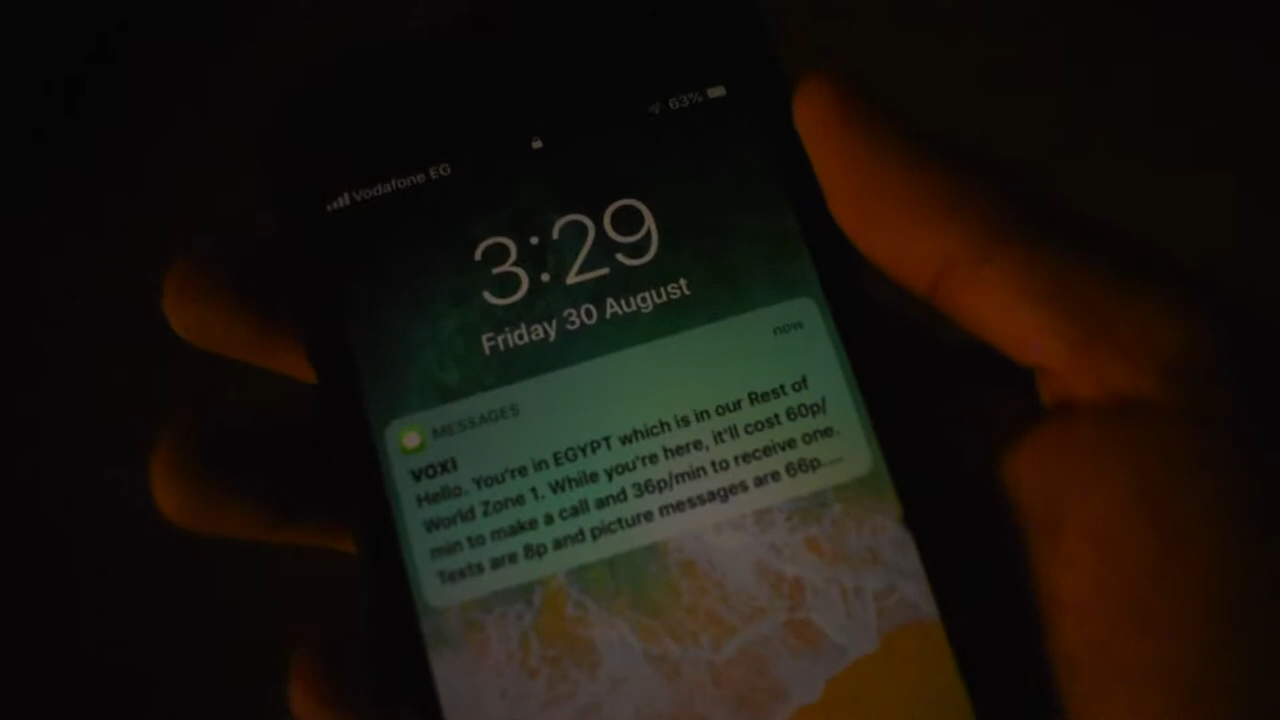 Vodafone EG
63%
3:29
Friday 30 August
MESSAGES
now
VOXI
Hello. You're in EGYPT which is in our Rest of
World Zone 1. While you're here, it'll cost 60p/
min to make a call and 36p/min to receive one.
Texts are 8p and picture messages are 66p....